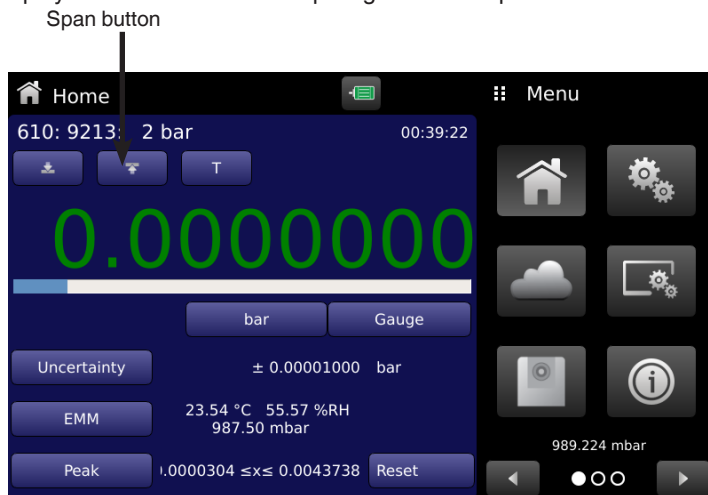 Span button
Home
Menu
610: 9213: 2 bar
00:39:22
T
0.0000000
bar
Gauge
Uncertainty
± 0.00001000 bar
EMM
23.54 °C 55.57 %RH
987.50 mbar
989.224 mbar
Peak
.0000304 ≤x≤ 0.0043738
Reset